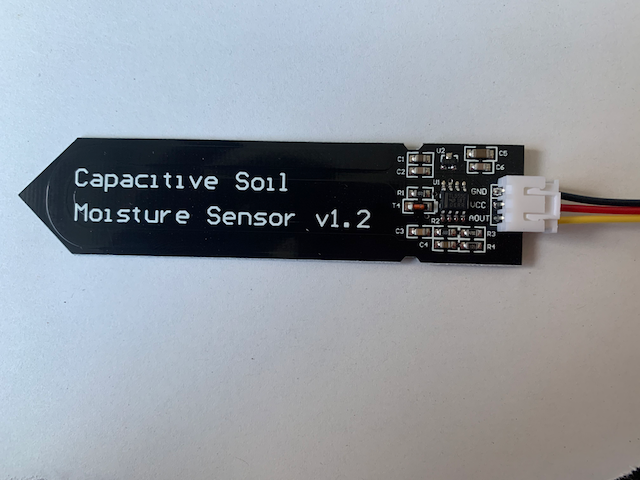 Capacitive Soil
Moisture Sensor v1.2
C1
C2
R1
T4
C3
U2
U1
R2
C4
C5
C6
GND
VCC
AOUT
R3
R4